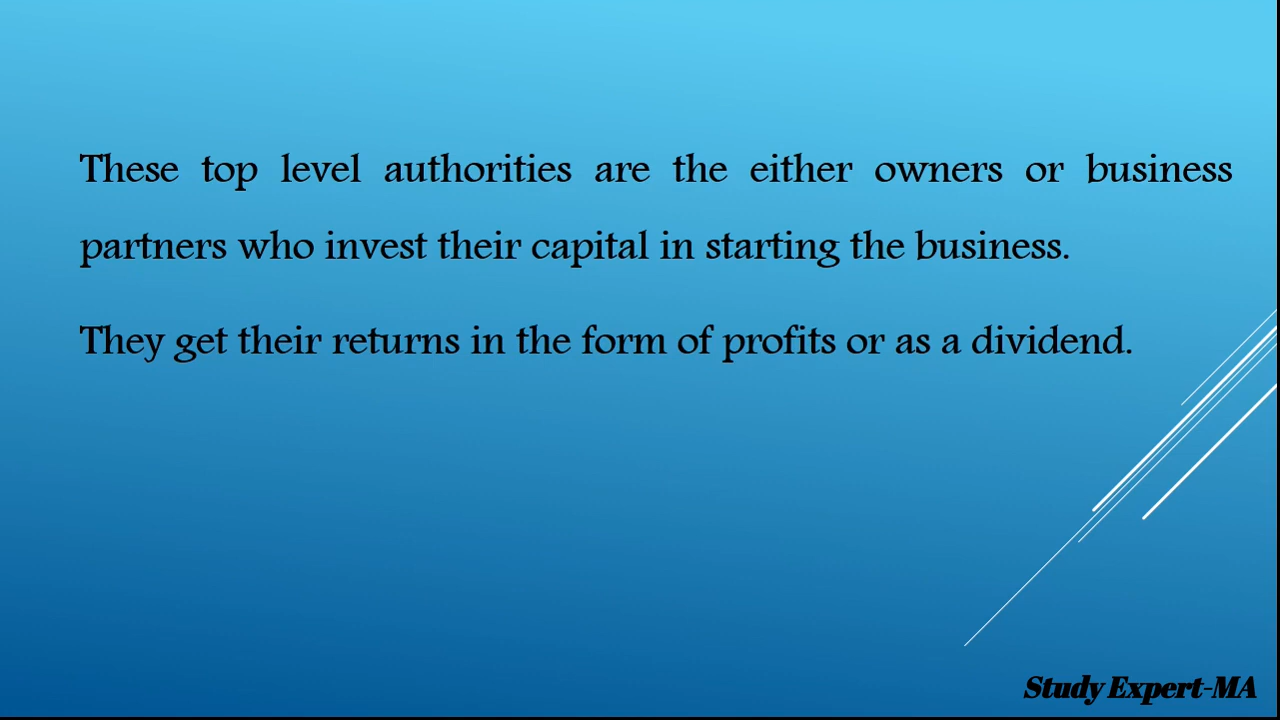 These top level authorities are the either owners or business
partners who invest their capital in starting the business.
They get their returns in the form of profits or as a dividend.
Study Expert-MA